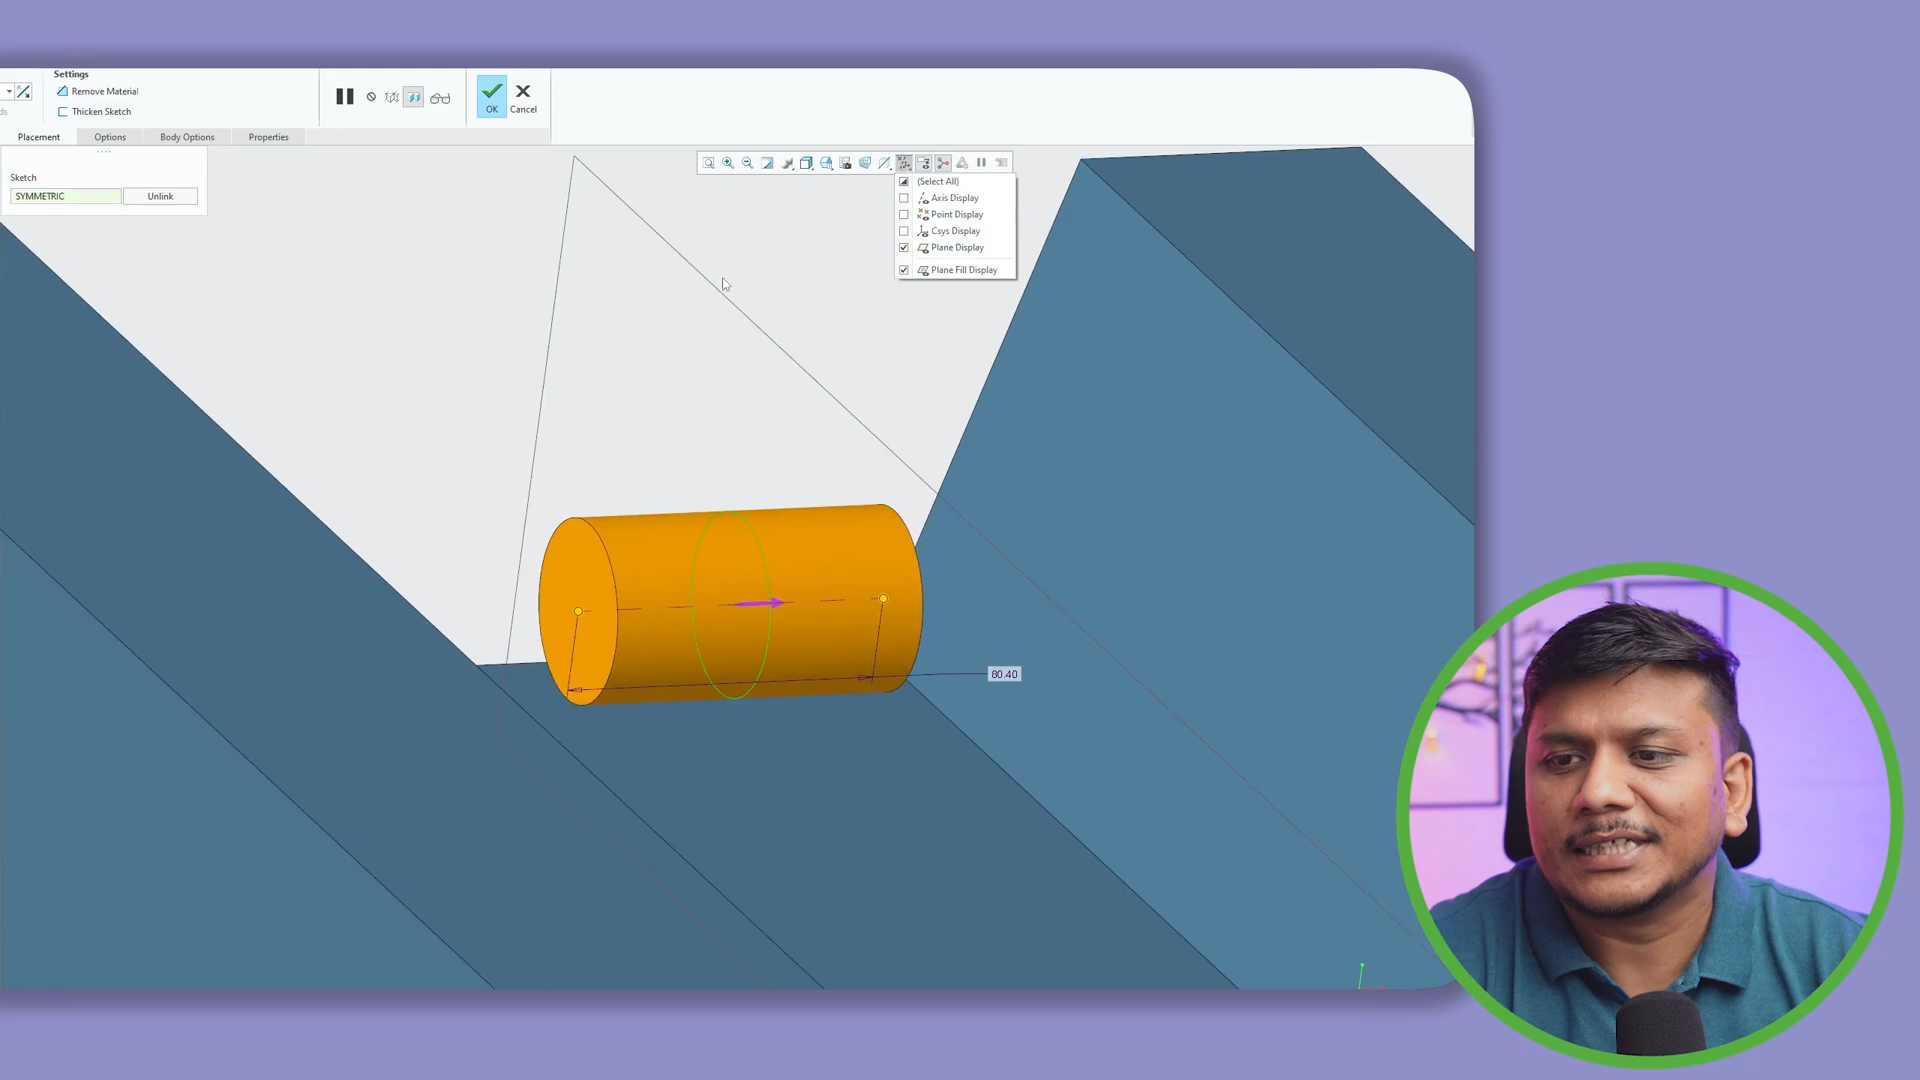 Settings
Remove Material
Thicken Sketch
OK
Cancel
Placement
Options
Body Options
Properties
Sketch
SYMMETRIC
Unlink
(Select All)
Axis Display
Point Display
Csys Display
Plane Display
Plane Fill Display
80.40